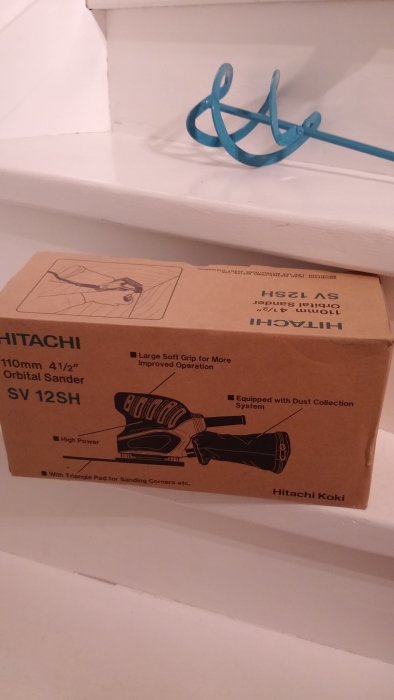 HITACHI
110mm 4 1/2"
Orbital Sander
SV 12SH
HITACHI
110mm 4 1/2"
Orbital Sander
SV 12SH
■ Large Soft Grip for More
Improved Operation
■ Equipped with Dust Collection
System
■ High Power
■ With Triangle Pad for Sanding Corners etc.
Hitachi Koki